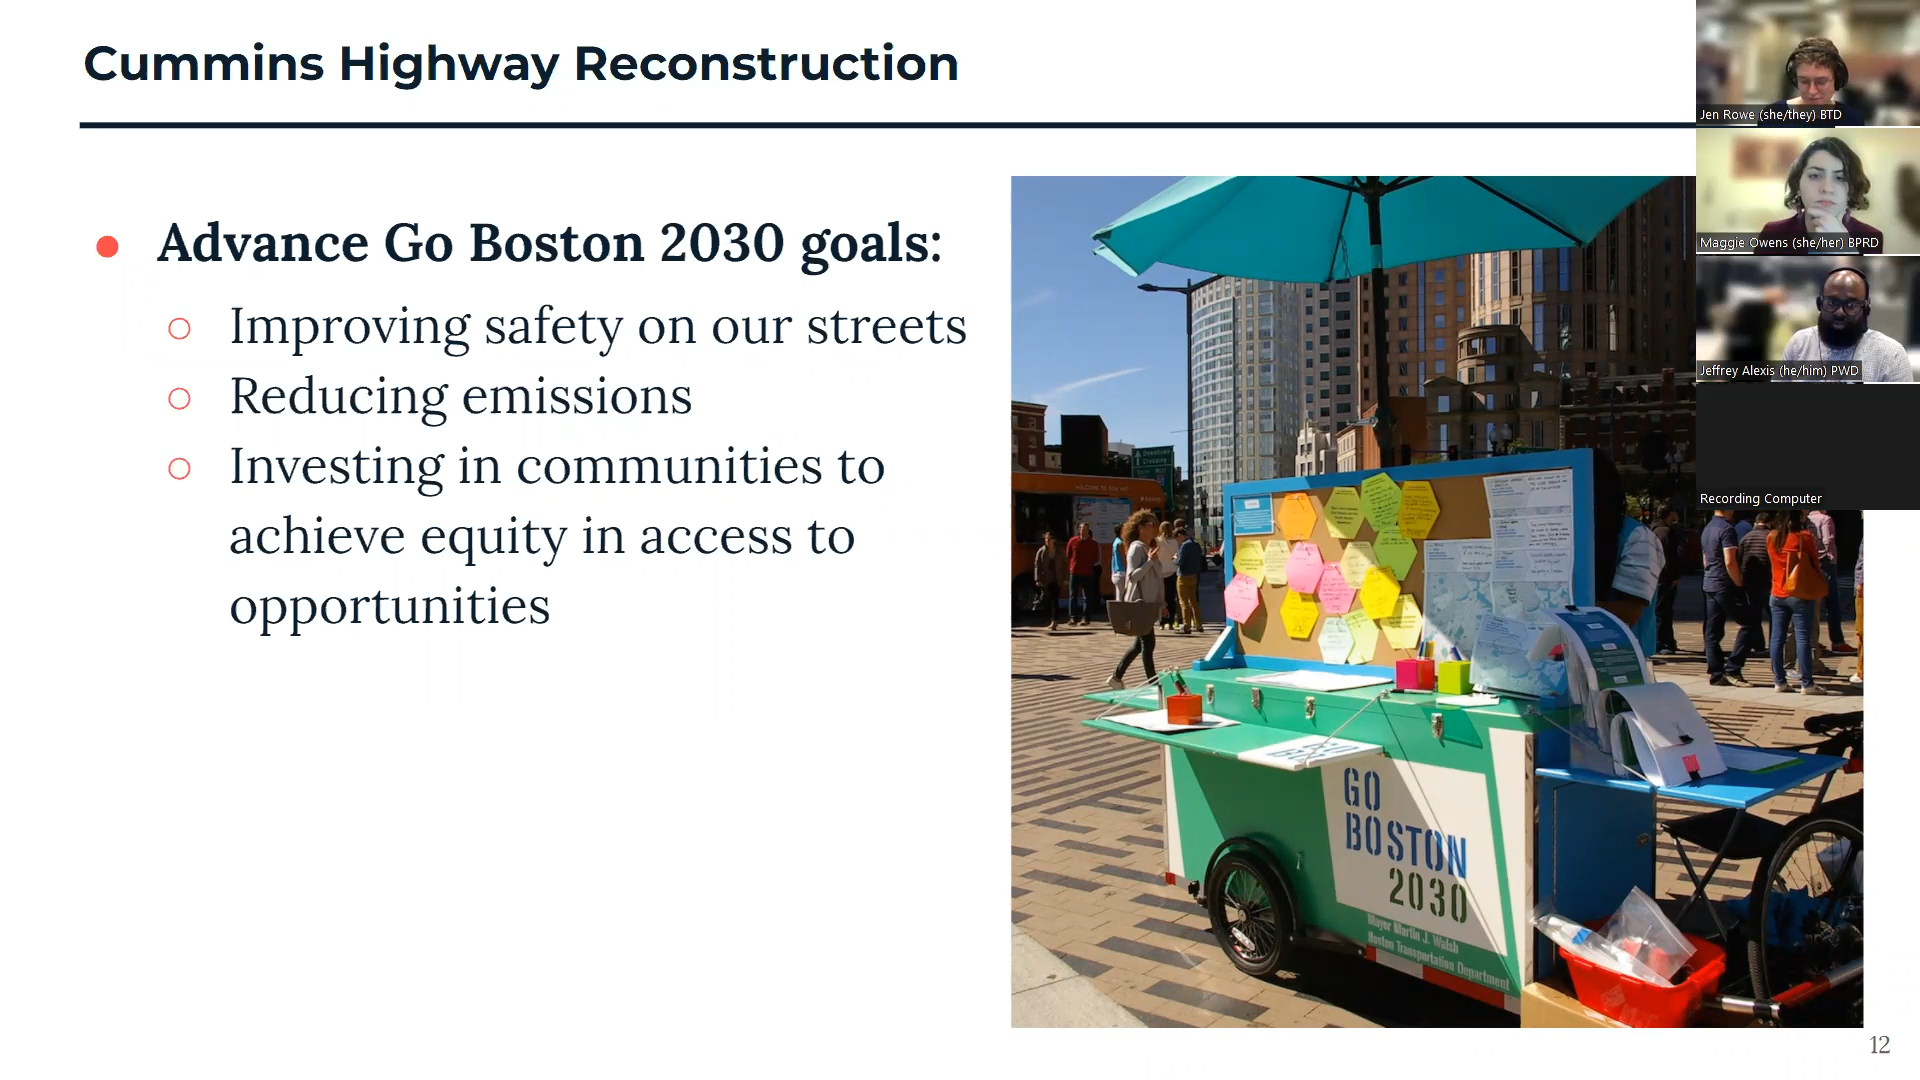 Cummins Highway Reconstruction
Advance Go Boston 2030 goals:
Improving safety on our streets
Reducing emissions
Investing in communities to
achieve equity in access to
opportunities
GO
BOSTON
2030
Mayor Martin J. Walsh
Boston Transportation Department
Jen Rowe (she/they) BTD
Maggie Owens (she/her) BPRD
Jeffrey Alexis (he/him) PWD
Recording Computer
12